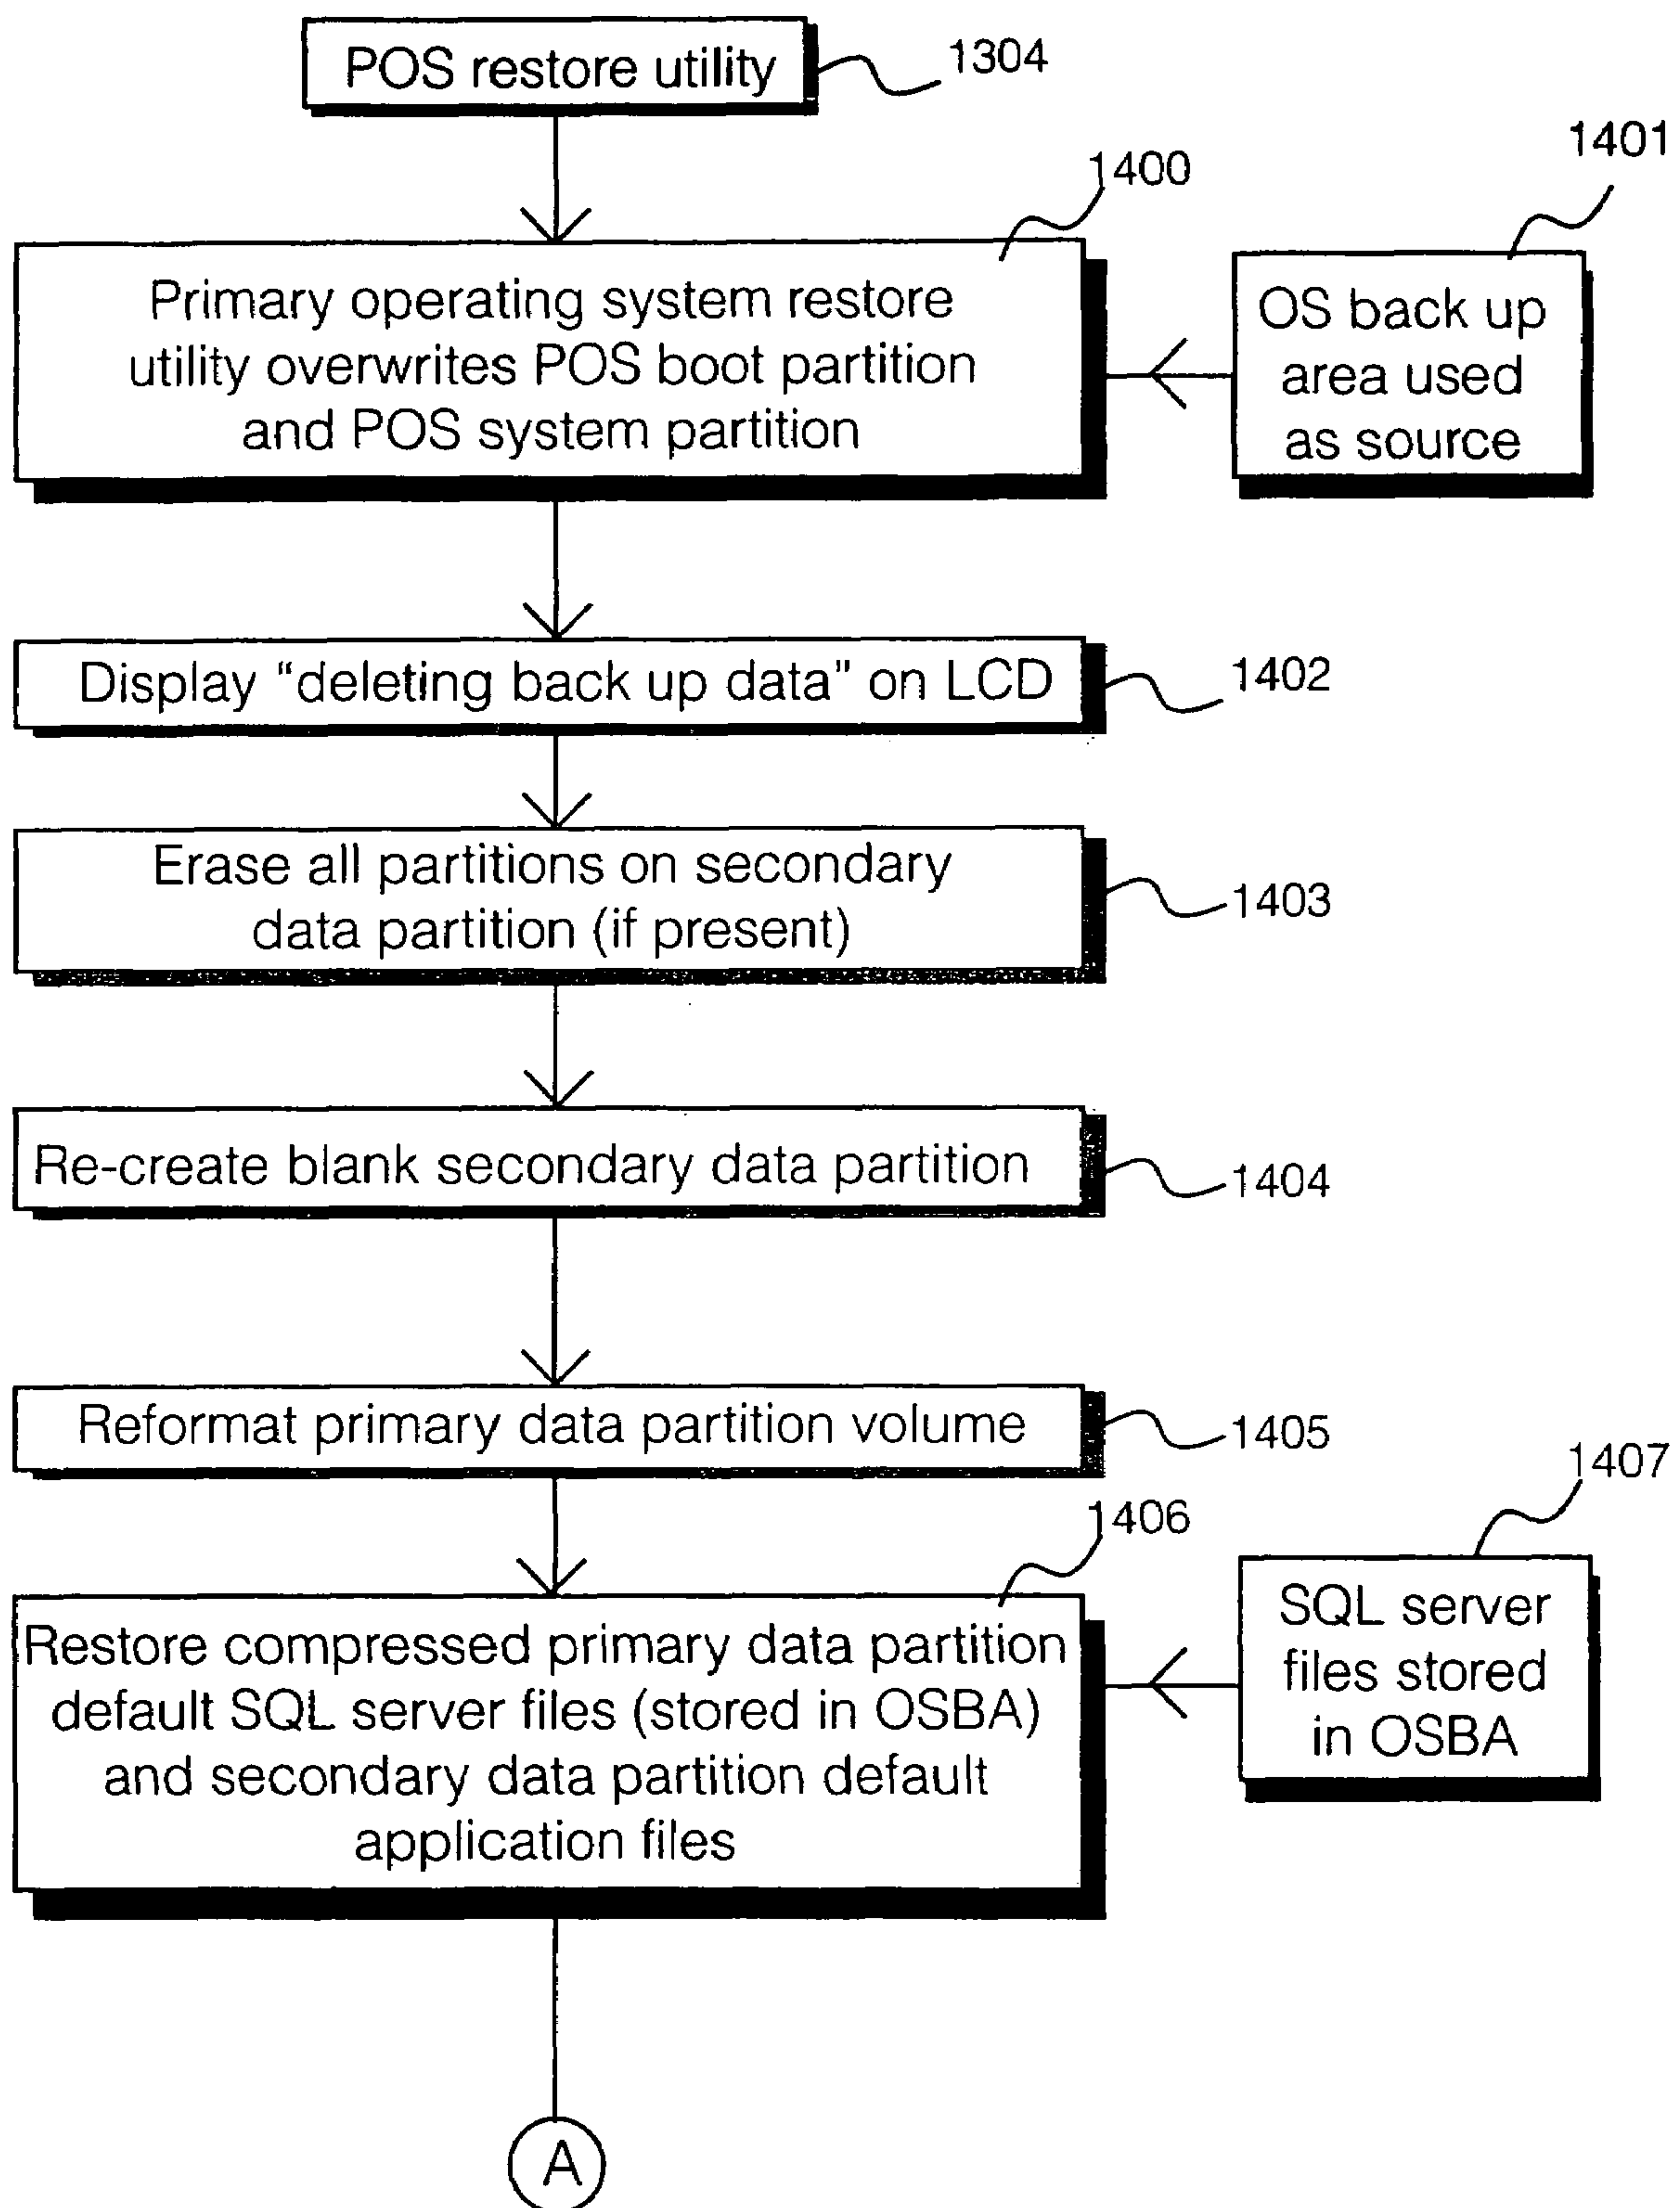 POS restore utility
1304
1400
1401
Primary operating system restore
utility overwrites POS boot partition
and POS system partition
OS back up
area used
as source
Display “deleting back up data” on LCD
1402
Erase all partitions on secondary
data partition (if present)
1403
Re-create blank secondary data partition
1404
Reformat primary data partition volume
1405
1406
1407
Restore compressed primary data partition
default SQL server files (stored in OSBA)
and secondary data partition default
application files
SQL server
files stored
in OSBA
A